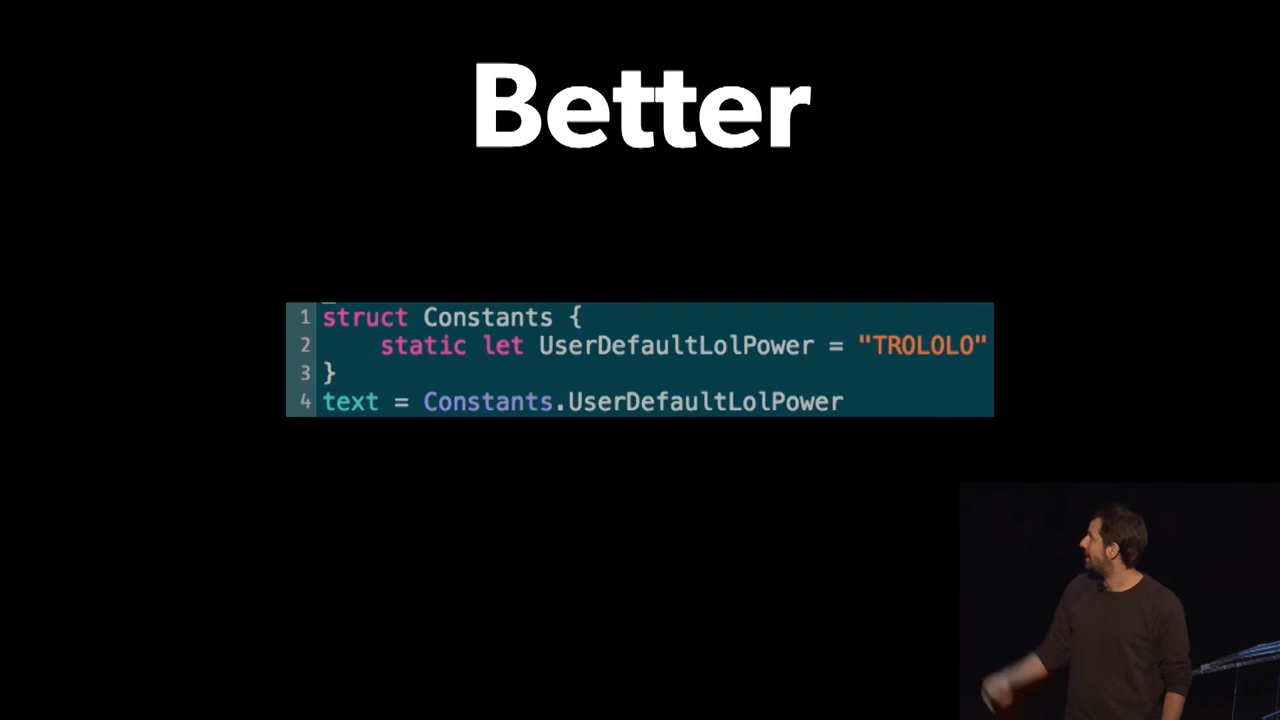 Better
1 struct Constants {
2     static let UserDefaultLolPower = "TROLOLO"
3 }
4 text = Constants.UserDefaultLolPower